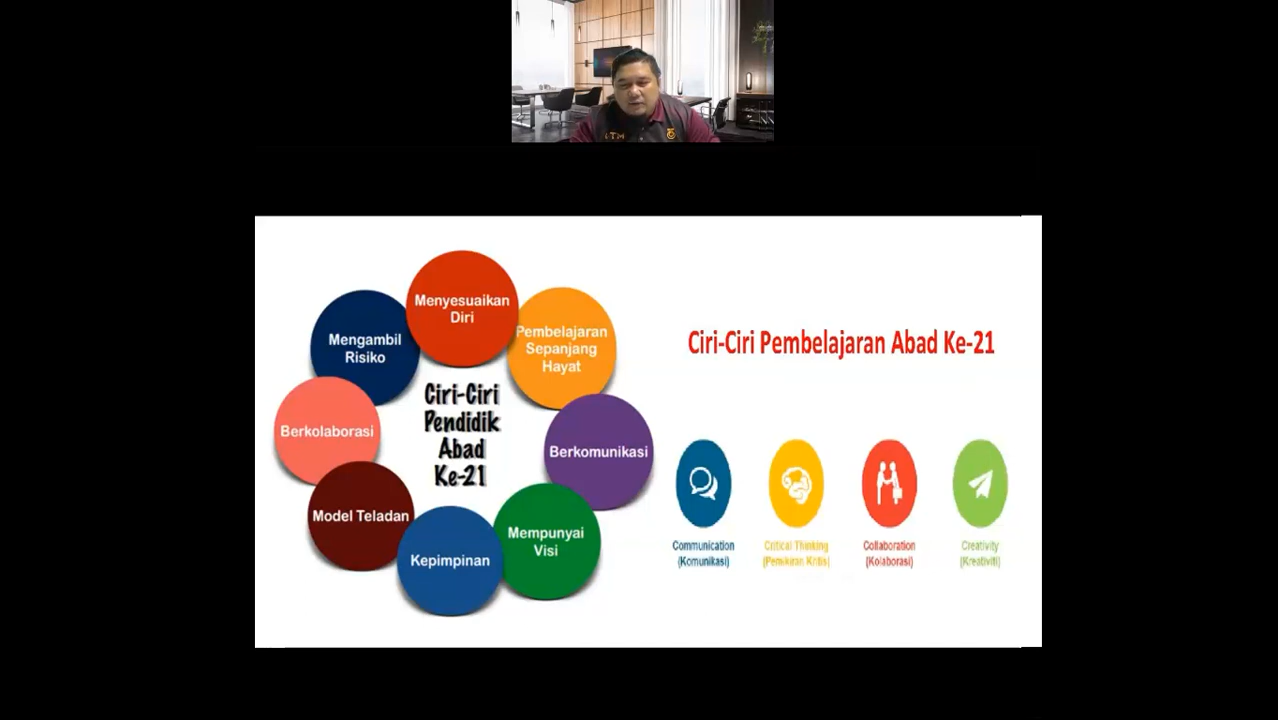 Menyesuaikan
Diri
Pembelajaran
Sepanjang
Hayat
Berkomunikasi
Mempunyai
Visi
Kepimpinan
Model Teladan
Berkolaborasi
Mengambil
Risiko
Ciri-Ciri
Pendidik
Abad
Ke-21
Ciri-Ciri Pembelajaran Abad Ke-21
Communication
(Komunikasi)
Critical Thinking
(Pemikiran Kritis)
Collaboration
(Kolaborasi)
Creativity
(Kreativiti)